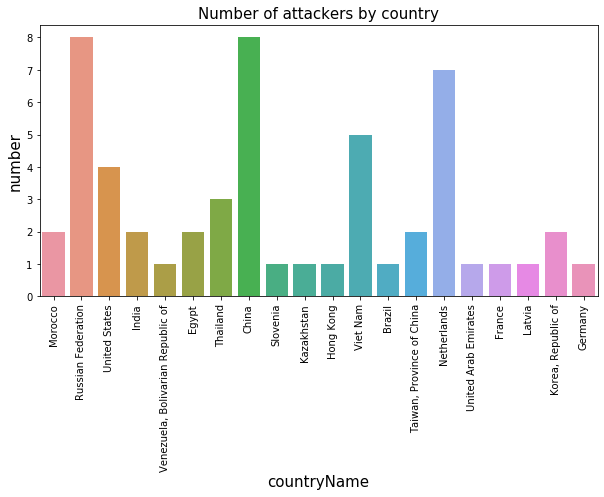 Number of attackers by country
number
8
7
6
5
4
3
2
1
0
Morocco
Russian Federation
United States
India
Venezuela, Bolivarian Republic of
Egypt
Thailand
China
Slovenia
Kazakhstan
Hong Kong
Viet Nam
Brazil
Taiwan, Province of China
Netherlands
United Arab Emirates
France
Latvia
Korea, Republic of
Germany
countryName